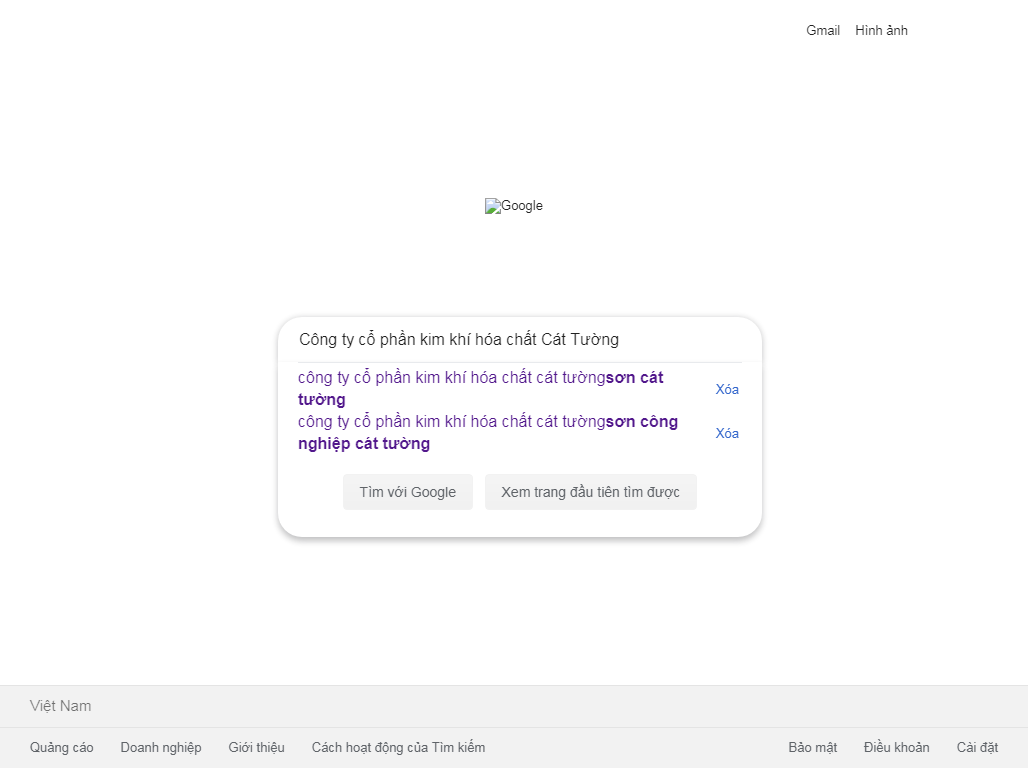 Gmail Hình ảnh
Google
Công ty cổ phần kim khí hóa chất Cát Tường
công ty cổ phần kim khí hóa chất cát tườngsơn cát
tường
Xóa
công ty cổ phần kim khí hóa chất cát tườngsơn công
nghiệp cát tường
Xóa
Tìm với Google Xem trang đầu tiên tìm được
Việt Nam
Quảng cáo Doanh nghiệp Giới thiệu Cách hoạt động của Tìm kiếm Bảo mật Điều khoản Cài đặt